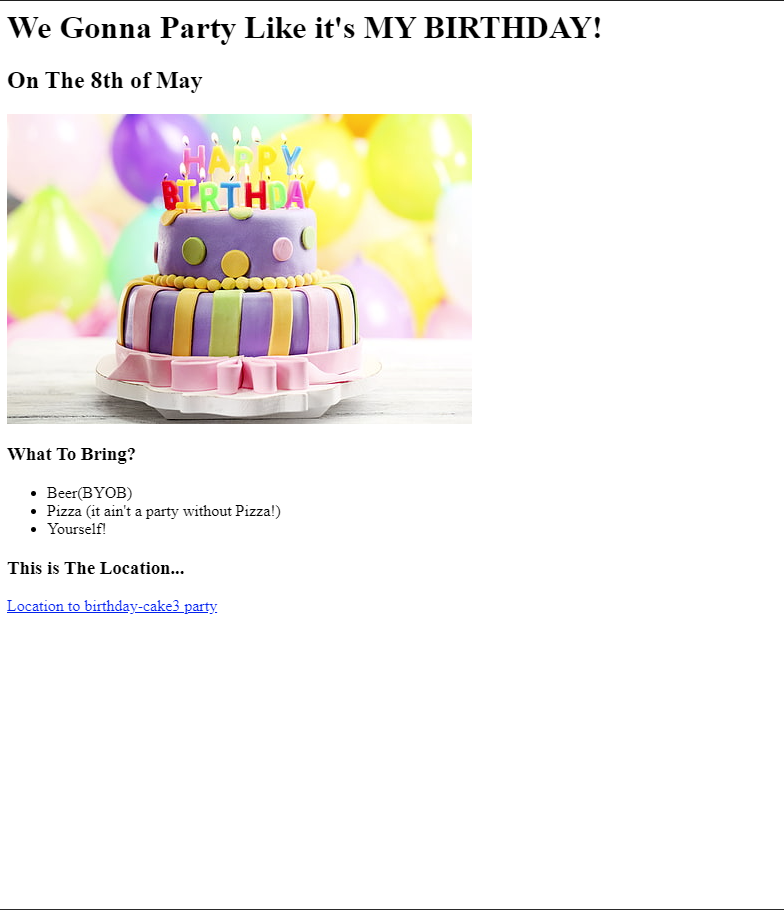 We Gonna Party Like it's MY BIRTHDAY!
On The 8th of May
HAPPY
BIRTHDAY
What To Bring?
Beer(BYOB)
Pizza (it ain't a party without Pizza!)
Yourself!
This is The Location...
Location to birthday-cake3 party